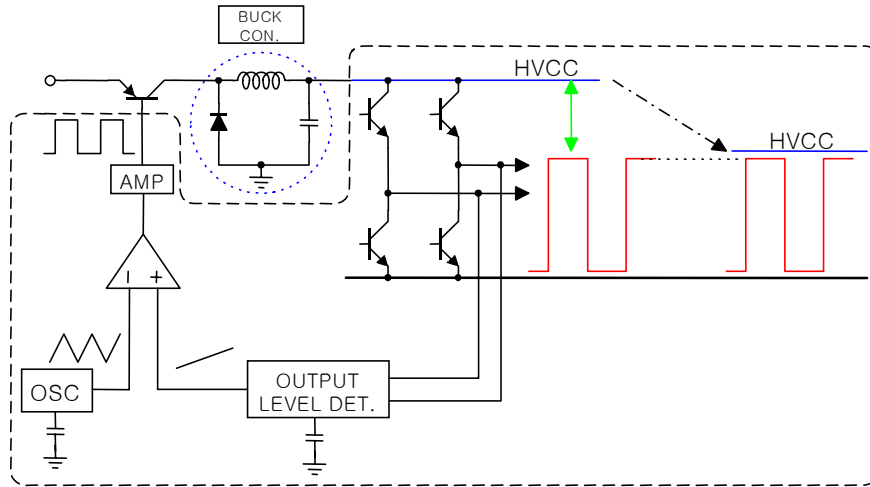 BUCK
CON.
HVCC
HVCC
AMP
OSC
OUTPUT
LEVEL DET.